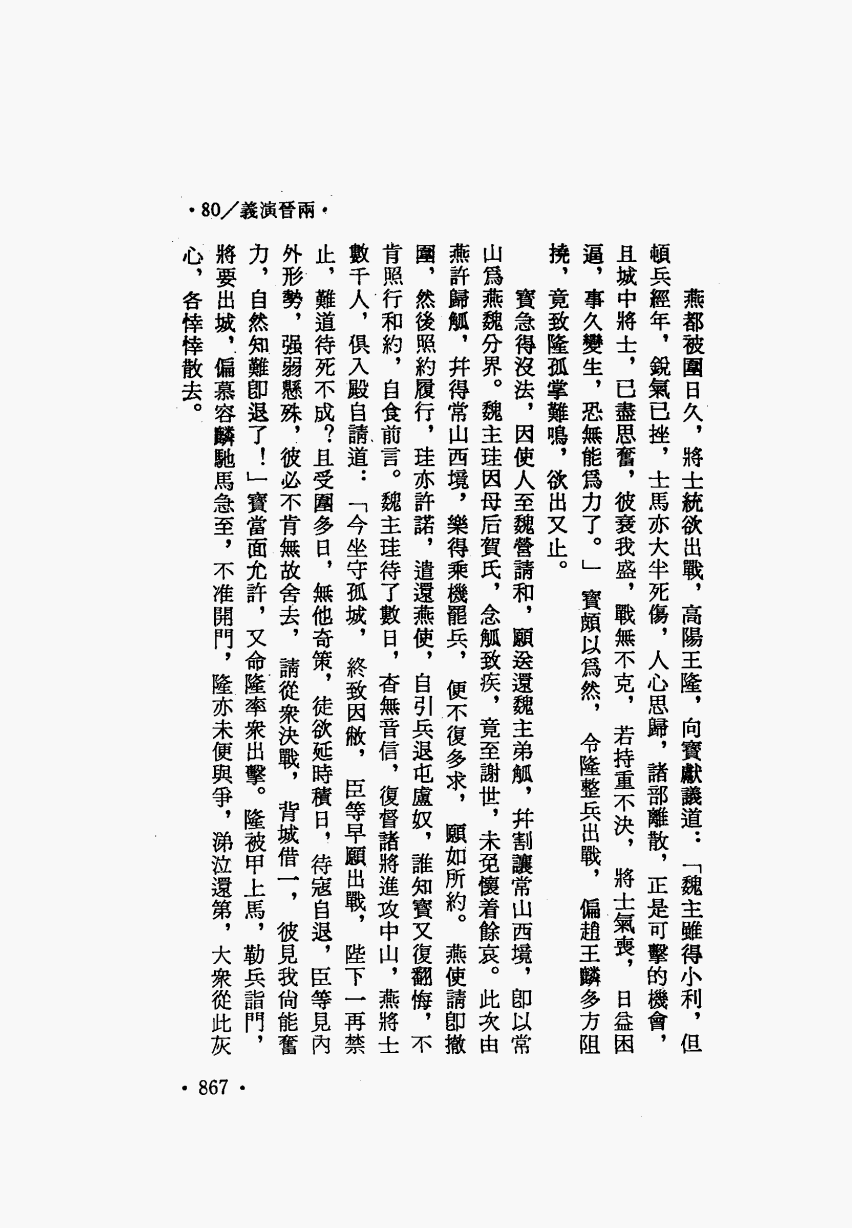 ·80／義演晉兩·
燕都被圍日久，將士統欲出戰，高陽王隆，向寶獻議道：「魏主雖得小利，但
頓兵經年，銳氣已挫，士馬亦大半死傷，人心思歸，諸部離散，正是可擊的機會，
且城中將士，已盡思奮，彼衰我盛，戰無不克，若持重不決，將士氣喪，日益困
逼，事久變生，恐無能爲力了。」寶頗以爲然，令隆整兵出戰，偏趙王麟多方阻
撓，竟致隆孤掌難鳴，欲出又止。
寶急得沒法，因使人至魏營請和，願送還魏主弟觚，幷割讓常山西境，卽以常
山爲燕魏分界。魏主珪因母后賀氏，念觚致疾，竟至謝世，未免懷着餘哀。此次由
燕許歸觚，幷得常山西境，樂得乘機罷兵，便不復多求，願如所約。燕使請卽撤
圍，然後照約履行，珪亦許諾，遣還燕使，自引兵退屯盧奴，誰知寶又復翻悔，不
肯照行和約，自食前言。魏主珪待了數日，杳無音信，復督諸將進攻中山，燕將士
數千人，俱入殿自請道：「今坐守孤城，終致困敝，臣等早願出戰，陛下一再禁
止，難道待死不成？且受圍多日，無他奇策，徒欲延時積日，待寇自退，臣等見內
外形勢，强弱懸殊，彼必不肯無故舍去，請從衆決戰，背城借一，彼見我尙能奮
力，自然知難卽退了！」寶當面允許，又命隆率衆出擊。隆被甲上馬，勒兵詣門，
將要出城，偏慕容麟馳馬急至，不准開門，隆亦未便與爭，涕泣還第，大衆從此灰
心，各悻悻散去。
·867·